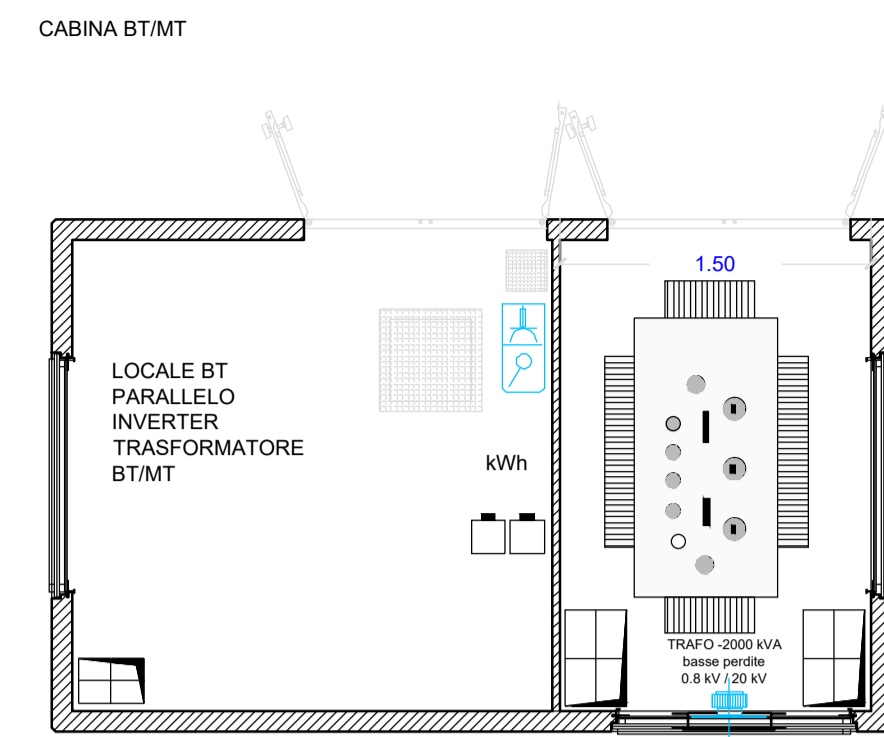 CABINA BT/MT
1.50
LOCALE BT
PARALLELO
INVERTER
TRASFORMATORE
BT/MT
kWh
TRAFO -2000 kVA
basse perdite
0.8 kV / 20 kV